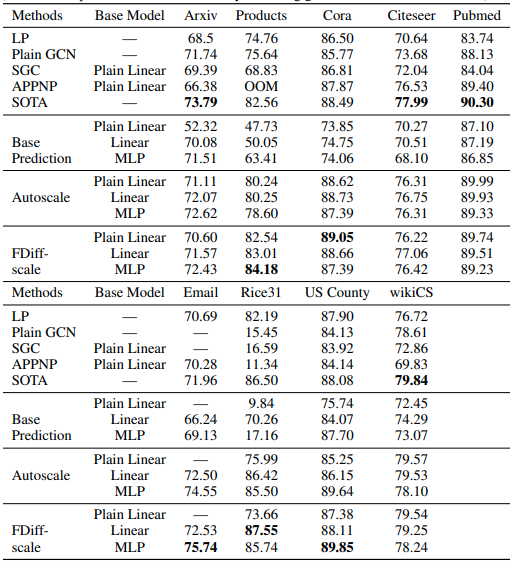 Methods Base Model Arxiv Products Cora Citeseer Pubmed
LP — 68.5 74.76 86.50 70.64 83.74
Plain GCN — 71.74 75.64 85.77 73.68 88.13
SGC Plain Linear 69.39 68.83 86.81 72.04 84.04
APPNP Plain Linear 66.38 OOM 87.87 76.53 89.40
SOTA — 73.79 82.56 88.49 77.99 90.30
Plain Linear 52.32 47.73 73.85 70.27 87.10
Base Linear 70.08 50.05 74.75 70.51 87.19
Prediction MLP 71.51 63.41 74.06 68.10 86.85
Plain Linear 71.11 80.24 88.62 76.31 89.99
Autoscale Linear 72.07 80.25 88.73 76.75 89.93
MLP 72.62 78.60 87.39 76.31 89.33
Plain Linear 70.60 82.54 89.05 76.22 89.74
FDiff- Linear 71.57 83.01 88.66 77.06 89.51
scale MLP 72.43 84.18 87.39 76.42 89.23
Methods Base Model Email Rice31 US County wikiCS
LP — 70.69 82.19 87.90 76.72
Plain GCN — — 15.45 84.13 78.61
SGC Plain Linear — 16.59 83.92 72.86
APPNP Plain Linear 70.28 11.34 84.14 69.83
SOTA — 71.96 86.50 88.08 79.84
Plain Linear — 9.84 75.74 72.45
Base Linear 66.24 70.26 84.07 74.29
Prediction MLP 69.13 17.16 87.70 73.07
Plain Linear — 75.99 85.25 79.57
Autoscale Linear 72.50 86.42 86.15 79.53
MLP 74.55 85.50 89.64 78.10
Plain Linear — 73.66 87.38 79.54
FDiff- Linear 72.53 87.55 88.11 79.25
scale MLP 75.74 85.74 89.85 78.24